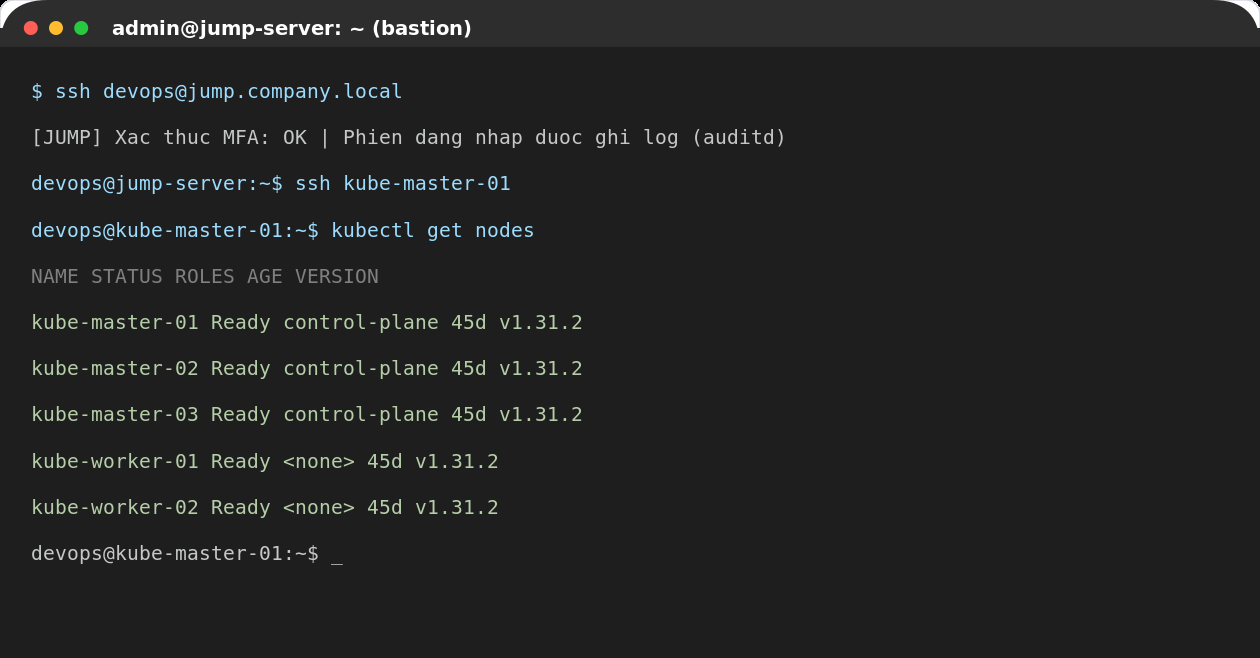 admin@jump-server: ~ (bastion)
$ ssh devops@jump.company.local
[JUMP] Xac thuc MFA: OK | Phien dang nhap duoc ghi log (auditd)
devops@jump-server:~$ ssh kube-master-01
devops@kube-master-01:~$ kubectl get nodes
NAME STATUS ROLES AGE VERSION
kube-master-01 Ready control-plane 45d v1.31.2
kube-master-02 Ready control-plane 45d v1.31.2
kube-master-03 Ready control-plane 45d v1.31.2
kube-worker-01 Ready <none> 45d v1.31.2
kube-worker-02 Ready <none> 45d v1.31.2
devops@kube-master-01:~$ _